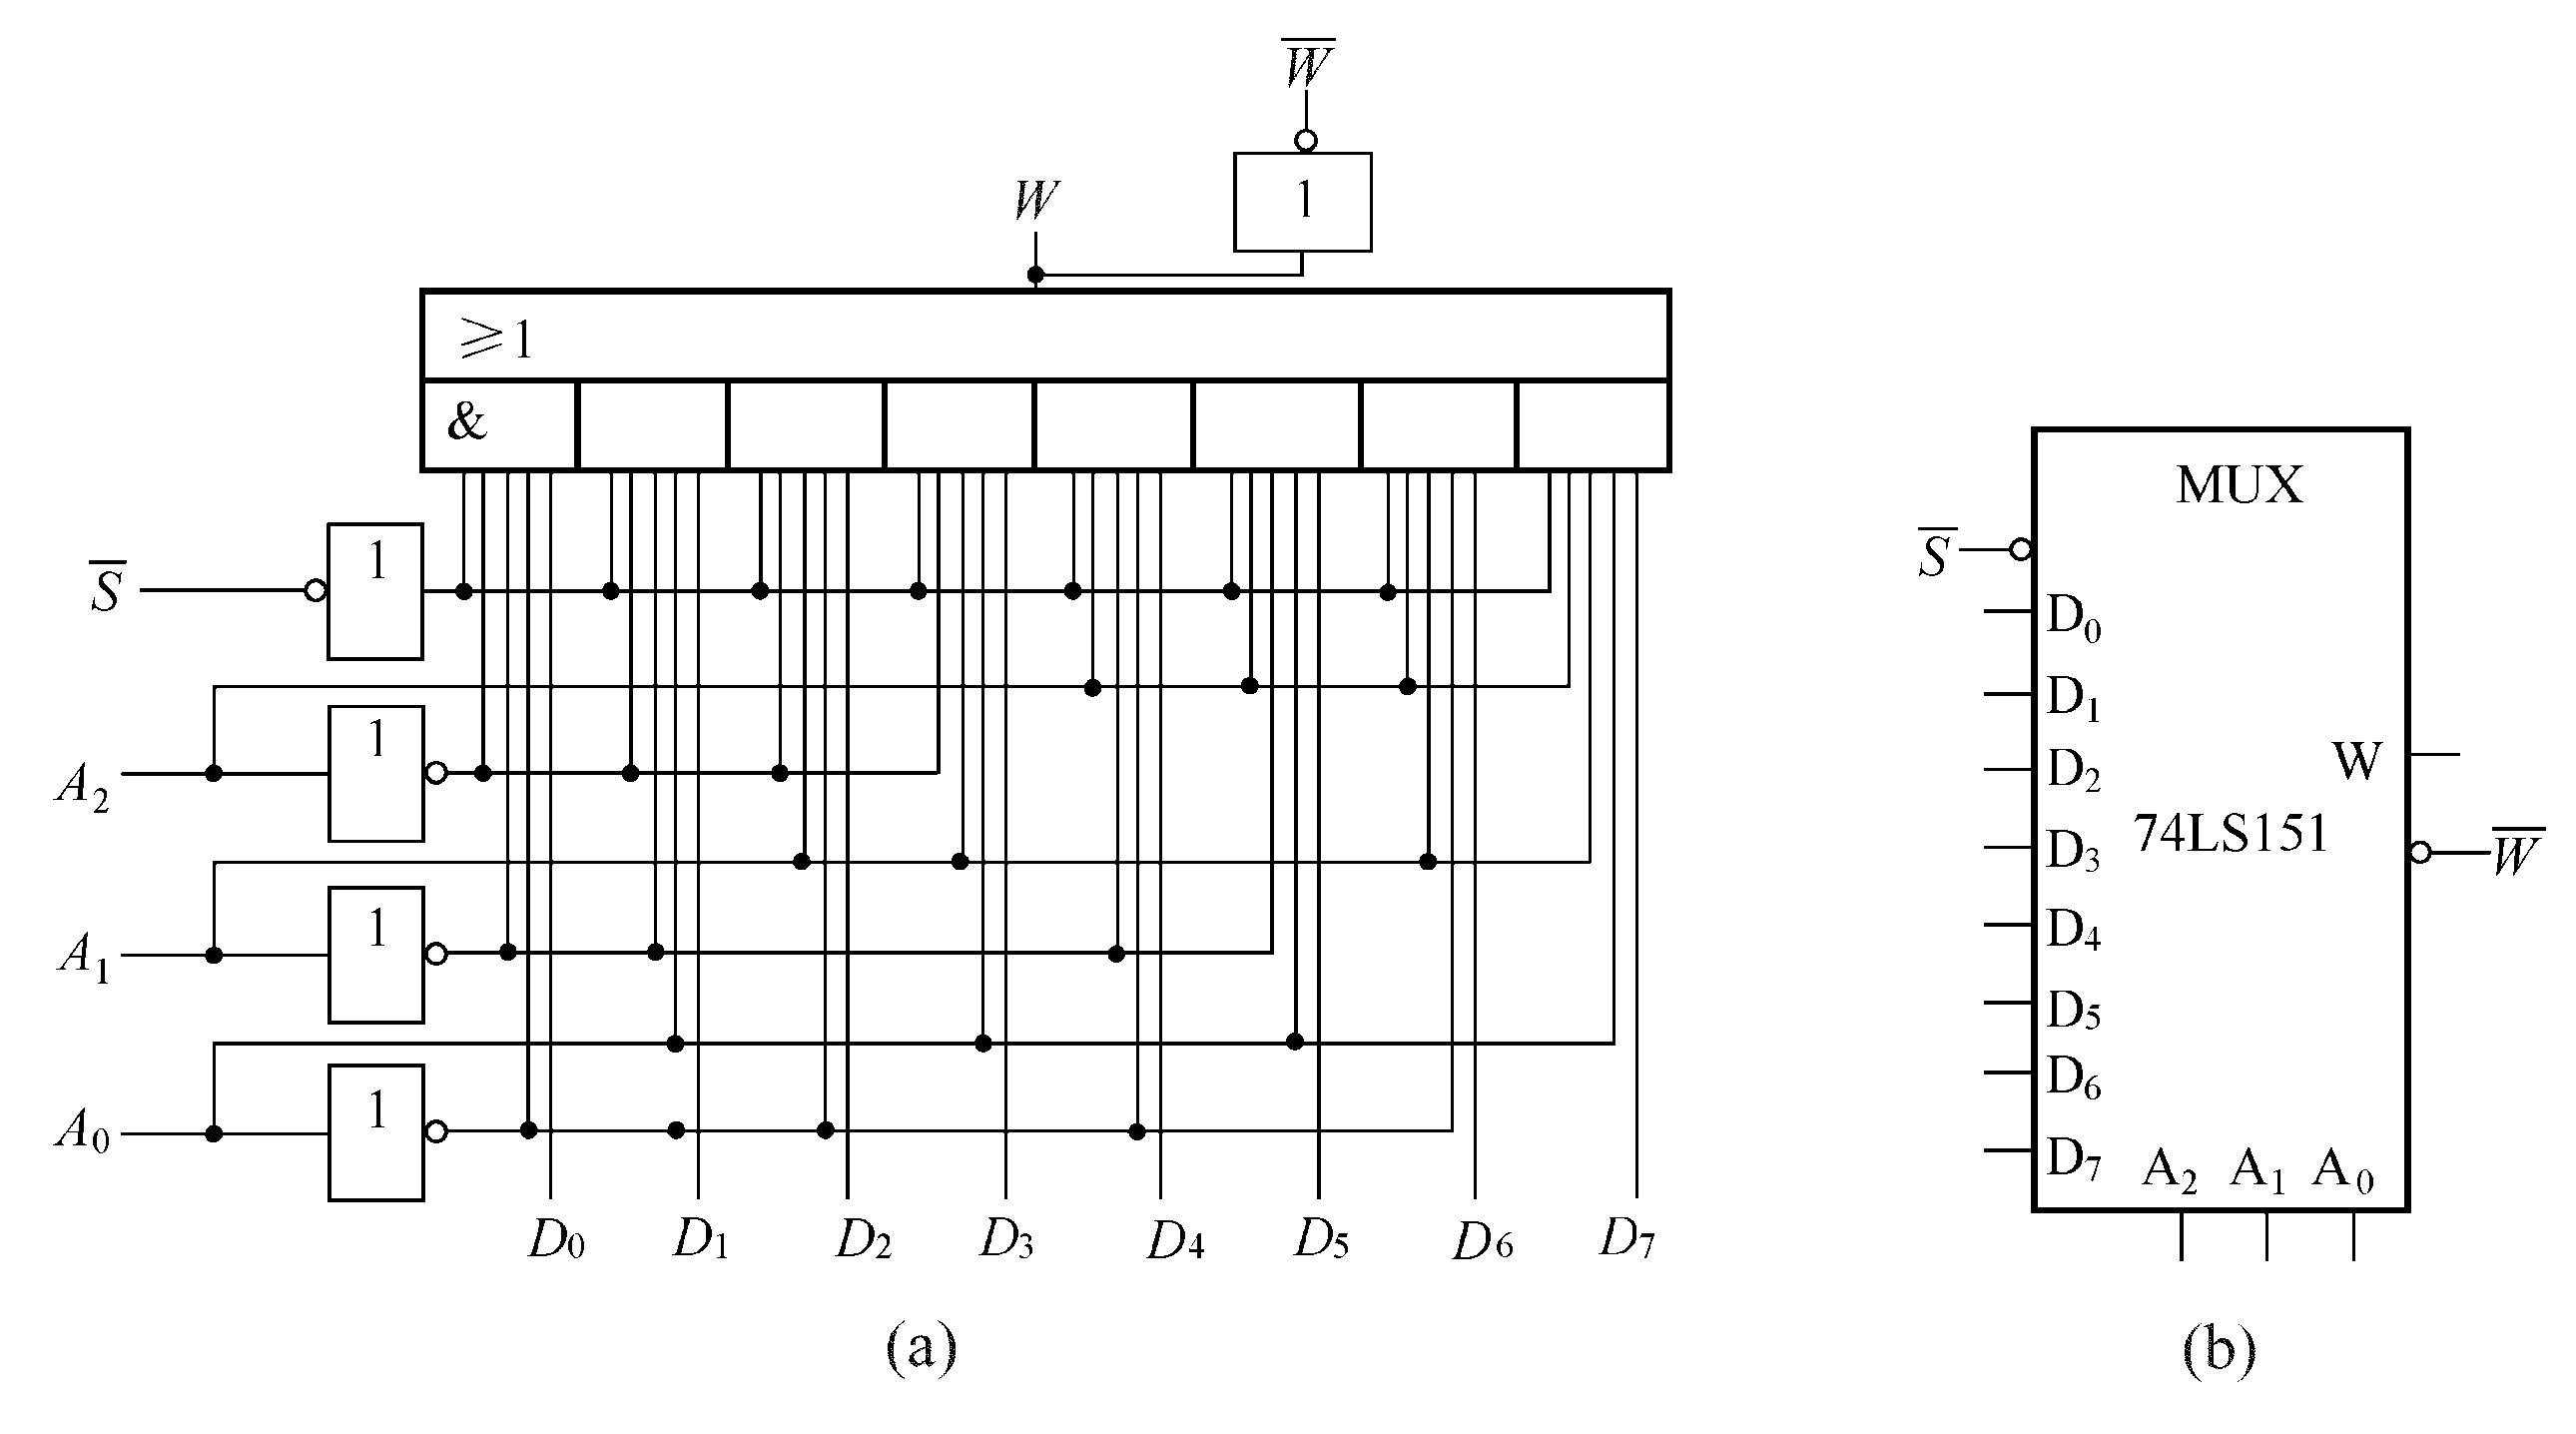 W̅
1
W
≥1
&
S̅
1
A₂
1
A₁
1
A₀
1
D₀ D₁ D₂ D₃ D₄ D₅ D₆ D₇
(a)
MUX
S̅
D₀
D₁
D₂
W
D₃
74LS151
W̅
D₄
D₅
D₆
D₇
A₂ A₁ A₀
(b)